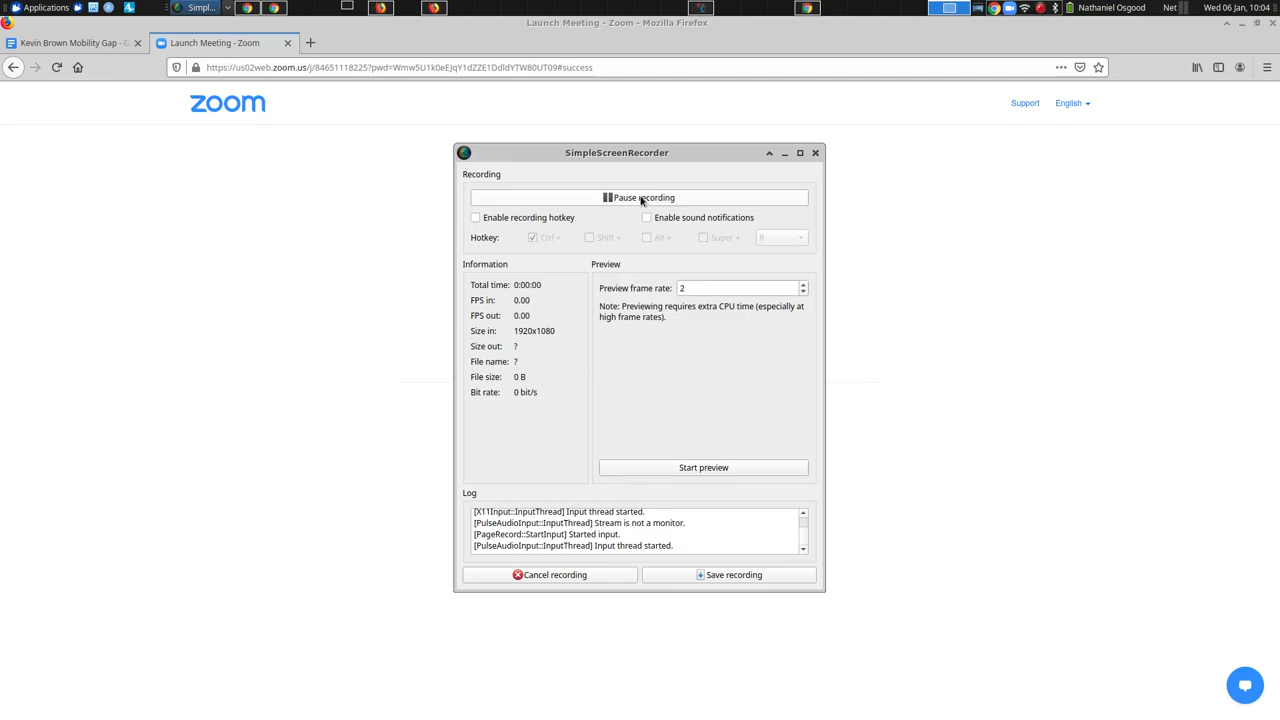 Applications
Simpl...
Nathaniel Osgood
Net
Wed 06 Jan, 10:04
Launch Meeting - Zoom - Mozilla Firefox
Kevin Brown Mobility Gap - G
Launch Meeting - Zoom
https://us02web.zoom.us/j/84651118225?pwd=Wmw5U1k0eEJqY1dZZE1DdldYTW80UT09#success
zoom
Support
English
SimpleScreenRecorder
Recording
Pause recording
Enable recording hotkey
Enable sound notifications
Hotkey:
Ctrl +
Shift +
Alt +
Super +
R
Information
Total time: 0:00:00
FPS in: 0.00
FPS out: 0.00
Size in: 1920x1080
Size out: ?
File name: ?
File size: 0 B
Bit rate: 0 bit/s
Preview
Preview frame rate: 2
Note: Previewing requires extra CPU time (especially at
high frame rates).
Start preview
Log
[X11Input::InputThread] Input thread started.
[PulseAudioInput::InputThread] Stream is not a monitor.
[PageRecord::StartInput] Started input.
[PulseAudioInput::InputThread] Input thread started.
Cancel recording
Save recording